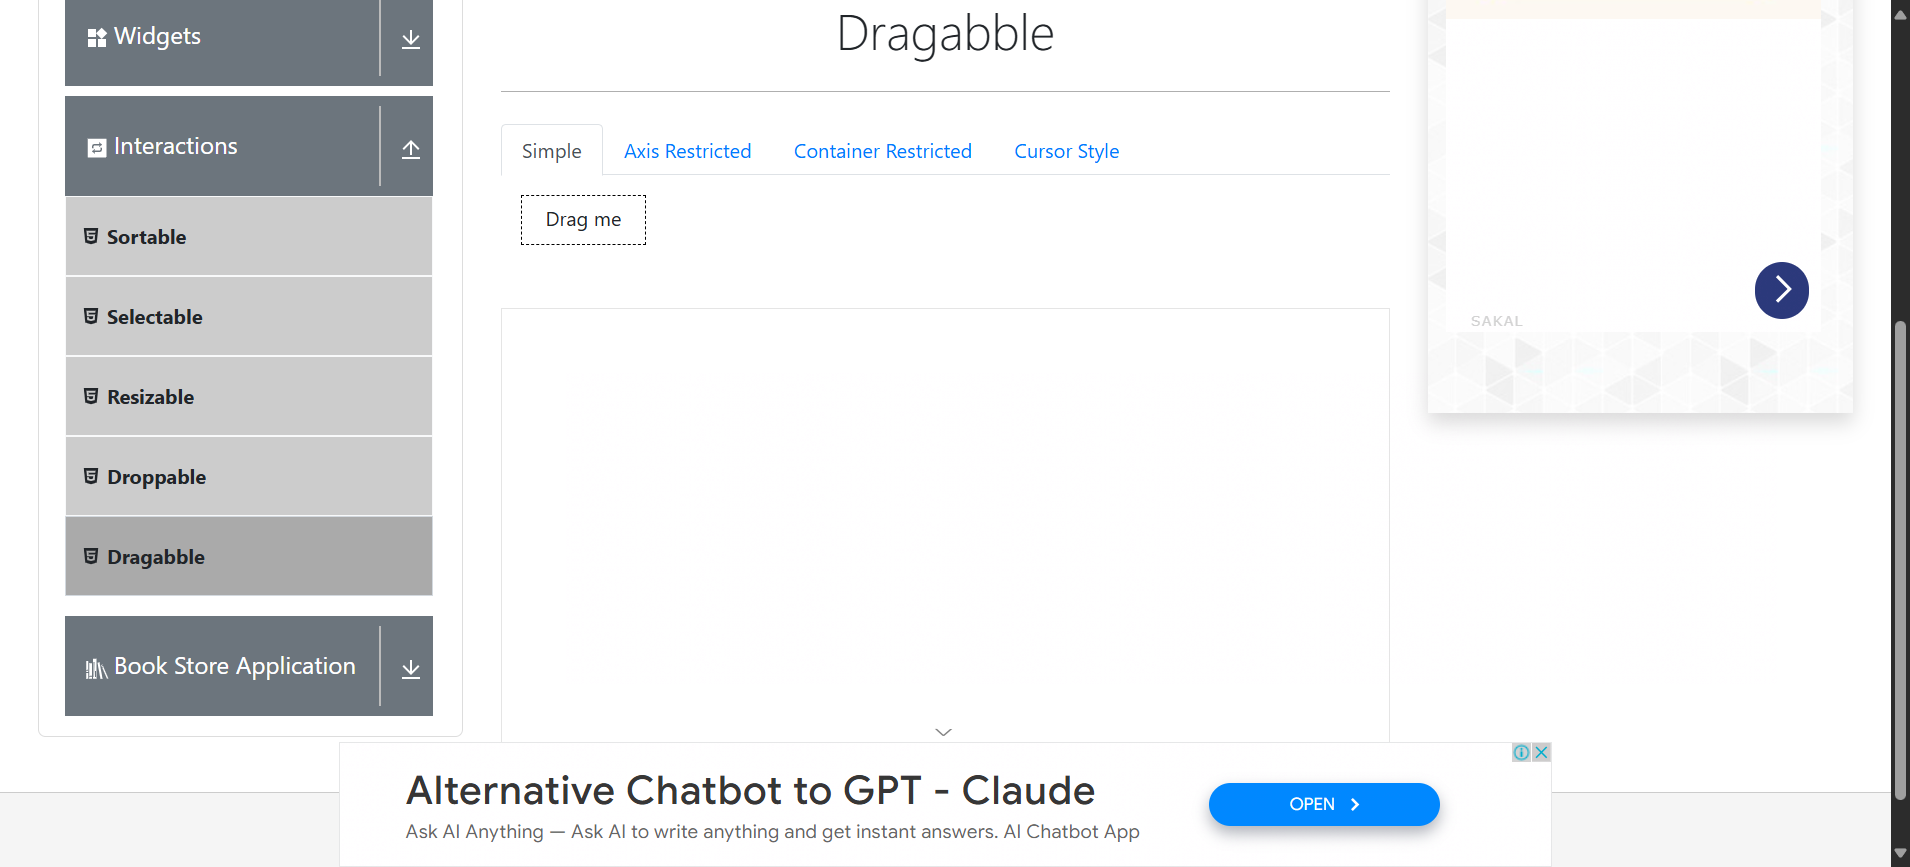 Widgets
Interactions
Sortable
Selectable
Resizable
Droppable
Dragabble
Book Store Application
Dragabble
Simple Axis Restricted Container Restricted Cursor Style
Drag me
SAKAL
Alternative Chatbot to GPT - Claude
Ask AI Anything — Ask AI to write anything and get instant answers. AI Chatbot App
OPEN